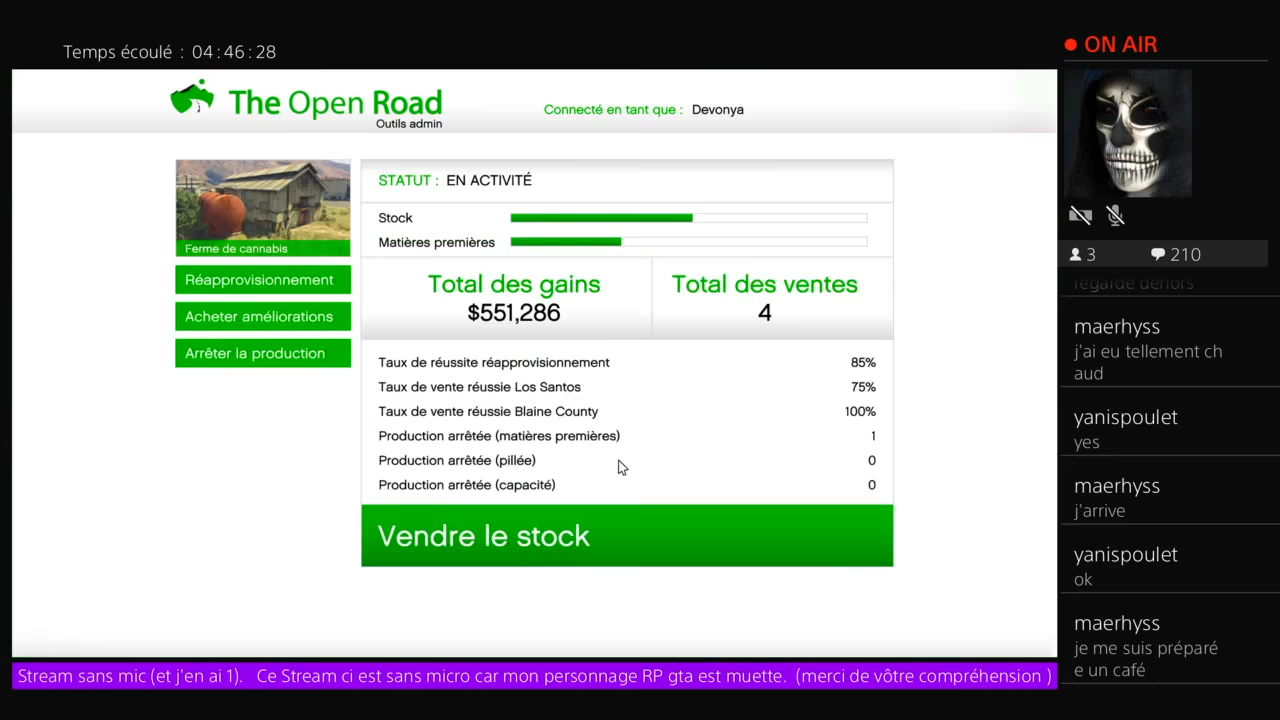 Temps écoulé : 04:46:28
ON AIR
The Open Road
Outils admin
Connecté en tant que : Devonya
Ferme de cannabis
Réapprovisionnement
Acheter améliorations
Arrêter la production
STATUT : EN ACTIVITÉ
Stock
Matières premières
Total des gains
$551,286
Total des ventes
4
Taux de réussite réapprovisionnement 85%
Taux de vente réussie Los Santos 75%
Taux de vente réussie Blaine County 100%
Production arrêtée (matières premières) 1
Production arrêtée (pillée) 0
Production arrêtée (capacité) 0
Vendre le stock
3 210
regarde dehors
maerhyss
j'ai eu tellement ch
aud
yanispoulet
yes
maerhyss
j'arrive
yanispoulet
ok
maerhyss
je me suis préparé
e un café
Stream sans mic (et j'en ai 1). Ce Stream ci est sans micro car mon personnage RP gta est muette. (merci de vôtre compréhension )